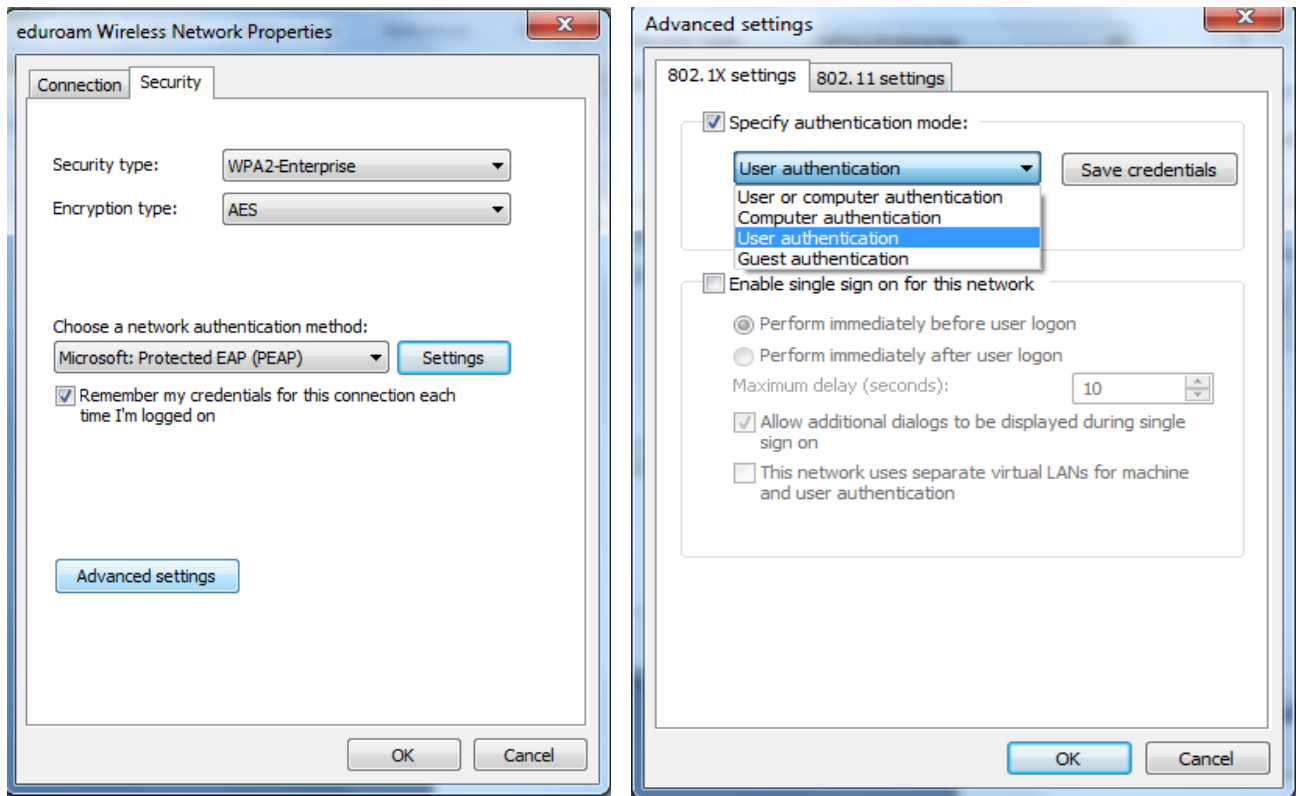 eduroam Wireless Network Properties
Connection
Security
Security type:
WPA2-Enterprise
Encryption type:
AES
Choose a network authentication method:
Microsoft: Protected EAP (PEAP)
Settings
Remember my credentials for this connection each
time I'm logged on
Advanced settings
OK
Cancel
Advanced settings
802.1X settings
802.11 settings
Specify authentication mode:
User authentication
Save credentials
User or computer authentication
Computer authentication
User authentication
Guest authentication
Enable single sign on for this network
Perform immediately before user logon
Perform immediately after user logon
Maximum delay (seconds):
10
Allow additional dialogs to be displayed during single
sign on
This network uses separate virtual LANs for machine
and user authentication
OK
Cancel